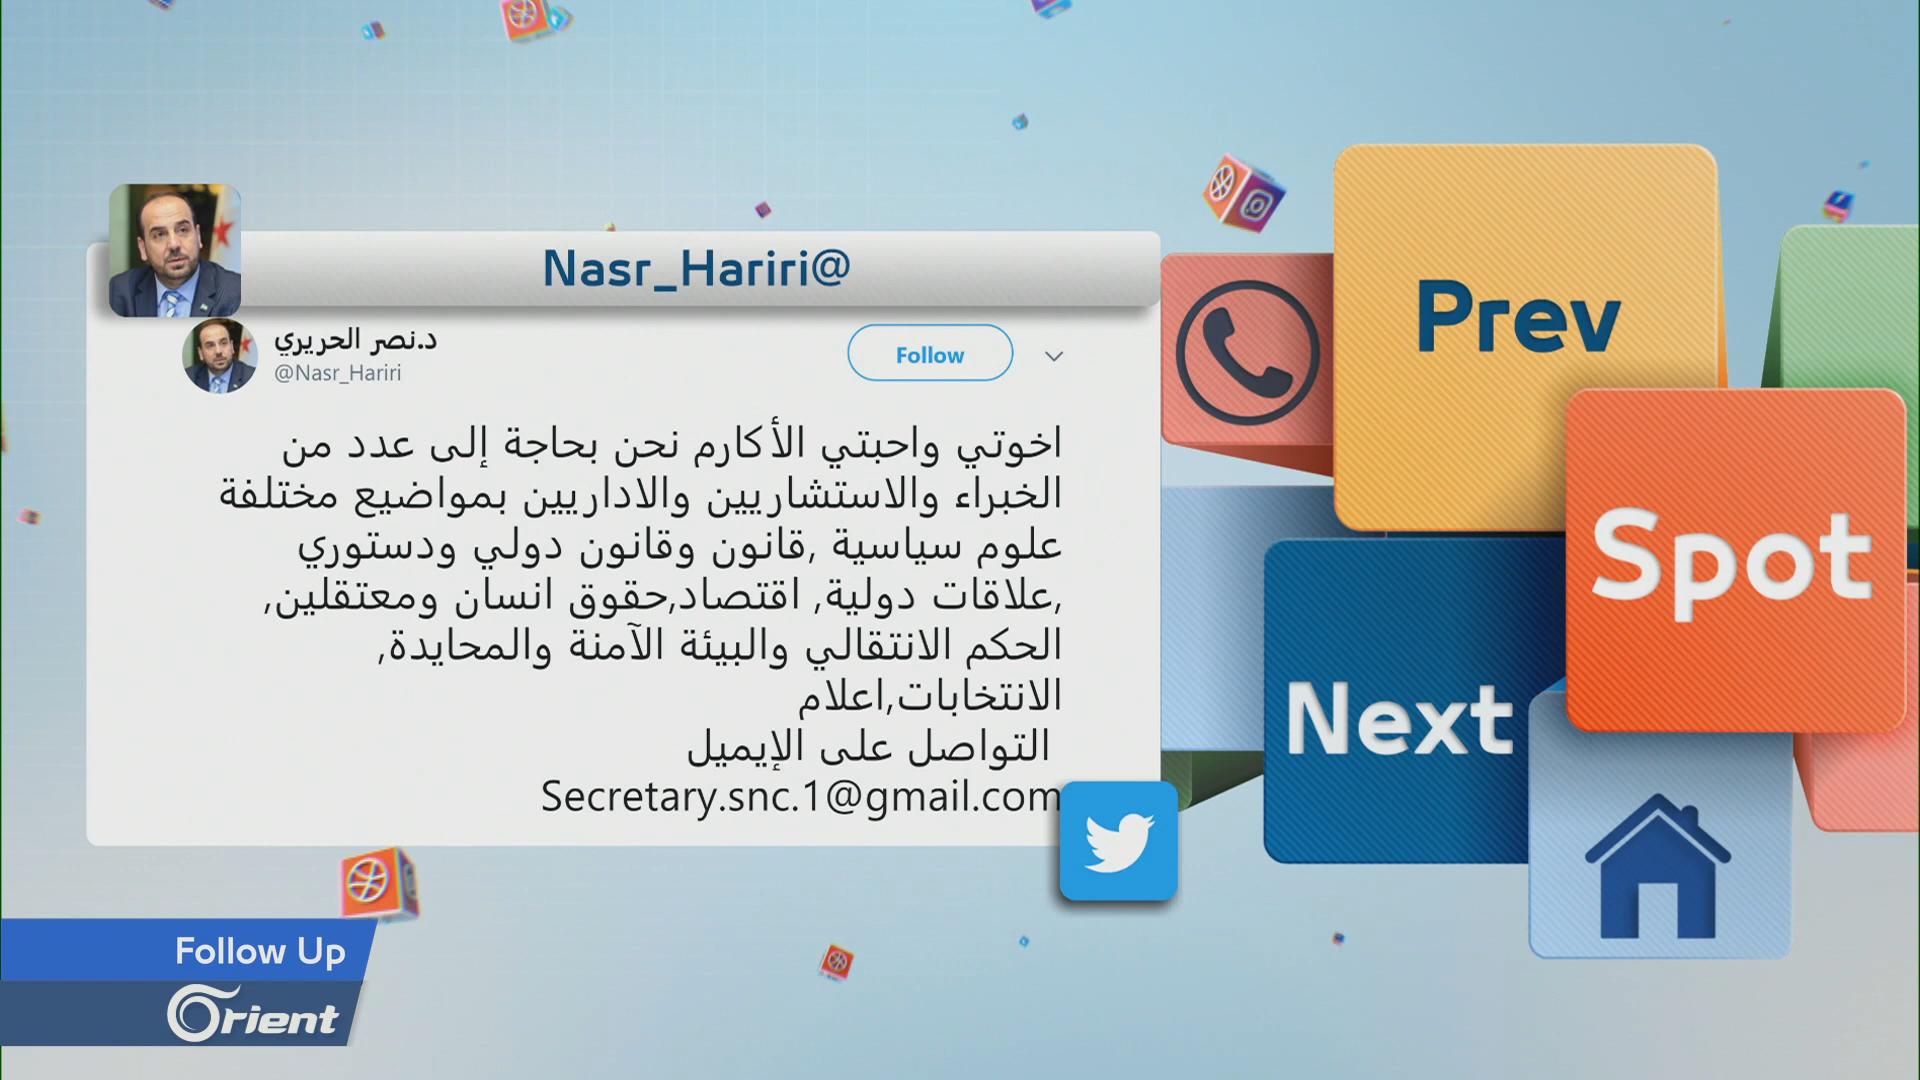 Nasr_Hariri@
د.نصر الحريري
@Nasr_Hariri
Follow
اخوتي واحبتي الأكارم نحن بحاجة إلى عدد من
الخبراء والاستشاريين والاداريين بمواضيع مختلفة
علوم سياسية ,قانون وقانون دولي ودستوري
,علاقات دولية, اقتصاد,حقوق انسان ومعتقلين,
الحكم الانتقالي والبيئة الآمنة والمحايدة,
الانتخابات,اعلام
التواصل على الإيميل
Secretary.snc.1@gmail.com
Prev
Spot
Next
Follow Up
Orient